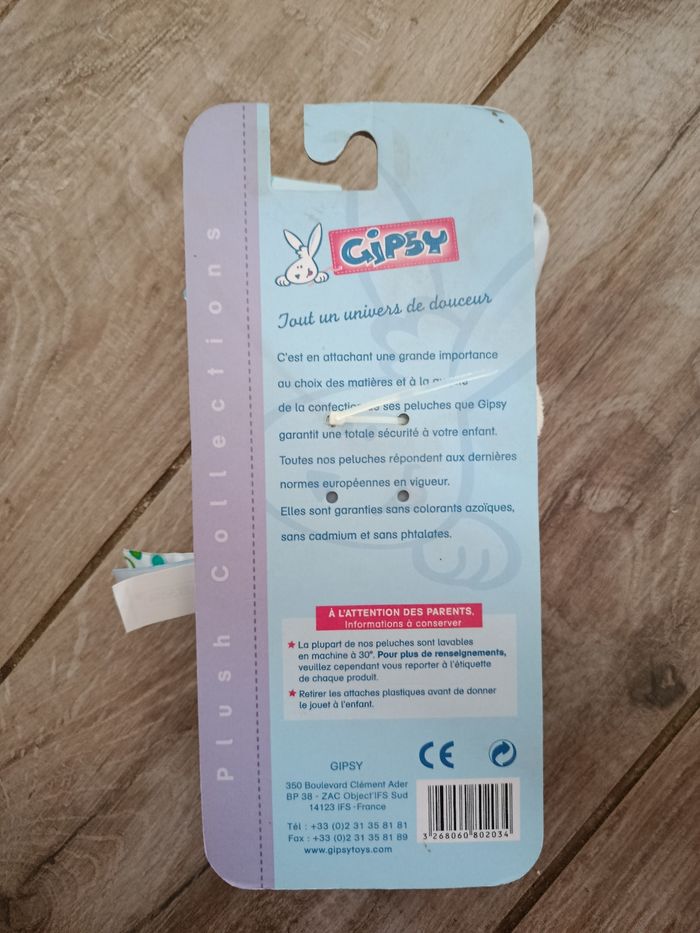 Plush Collections
GIPSY
Tout un univers de douceur
C'est en attachant une grande importance
au choix des matières et à la
de la confection ses peluches que Gipsy
garantit une totale sécurité à votre enfant.
Toutes nos peluches répondent aux dernières
normes européennes en vigueur.
Elles sont garanties sans colorants azoïques,
sans cadmium et sans phtalates.
À L'ATTENTION DES PARENTS,
Informations à conserver
★ La plupart de nos peluches sont lavables
en machine à 30°. Pour plus de renseignements,
veuillez cependant vous reporter à l'étiquette
de chaque produit.
★ Retirer les attaches plastiques avant de donner
le jouet à l'enfant.
CE
GIPSY
350 Boulevard Clément Ader
BP 38 - ZAC Object'IFS Sud
14123 IFS - France
Tél : +33 (0)2 31 35 81 81
Fax : +33 (0)2 31 35 81 89
www.gipsytoys.com
3 268060 802034